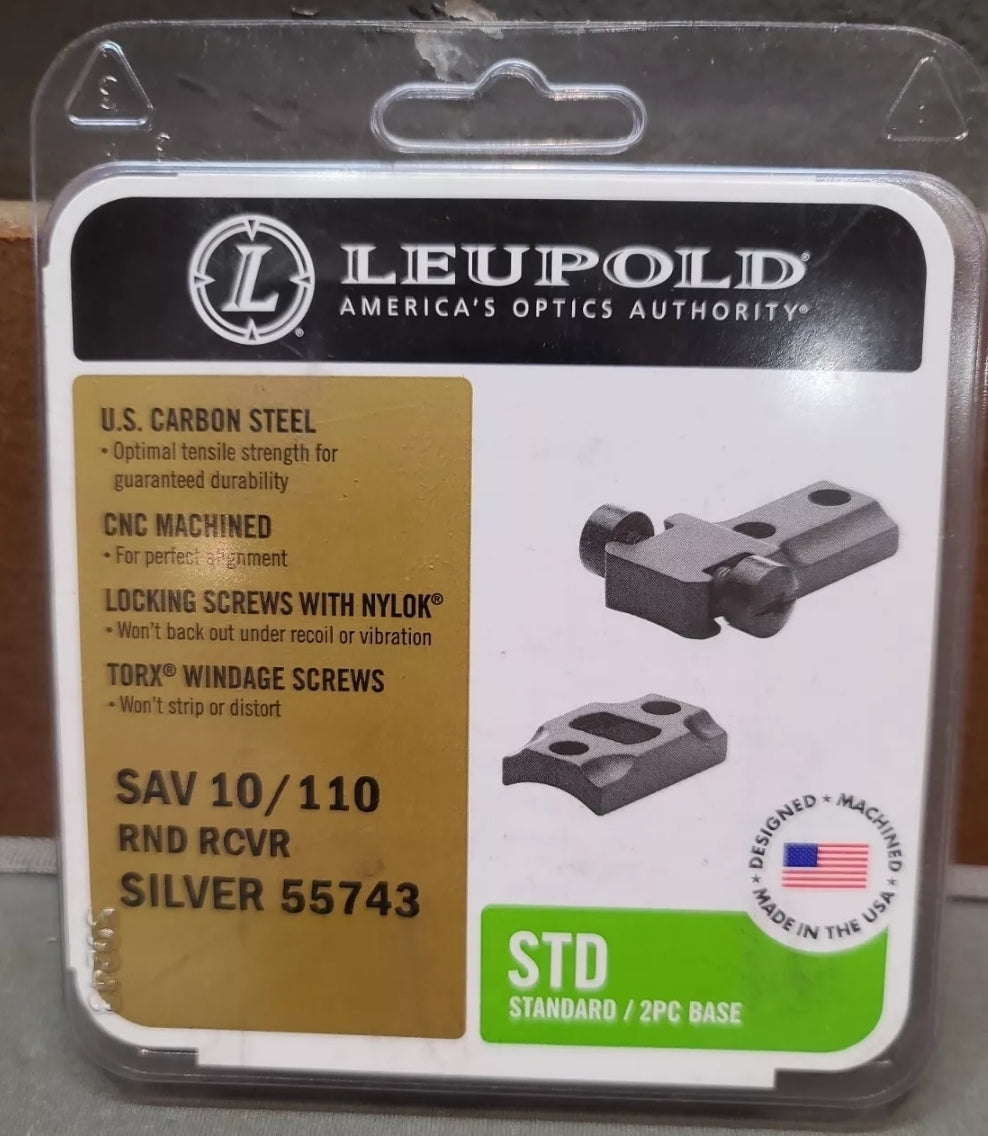 LEUPOLD®
AMERICA'S OPTICS AUTHORITY®
U.S. CARBON STEEL
• Optimal tensile strength for
guaranteed durability
CNC MACHINED
• For perfect alignment
LOCKING SCREWS WITH NYLOK®
• Won't back out under recoil or vibration
TORX® WINDAGE SCREWS
• Won't strip or distort
SAV 10/110
RND RCVR
SILVER 55743
DESIGNED ★ MACHINED ★ MADE IN THE USA ★
STD
STANDARD / 2PC BASE